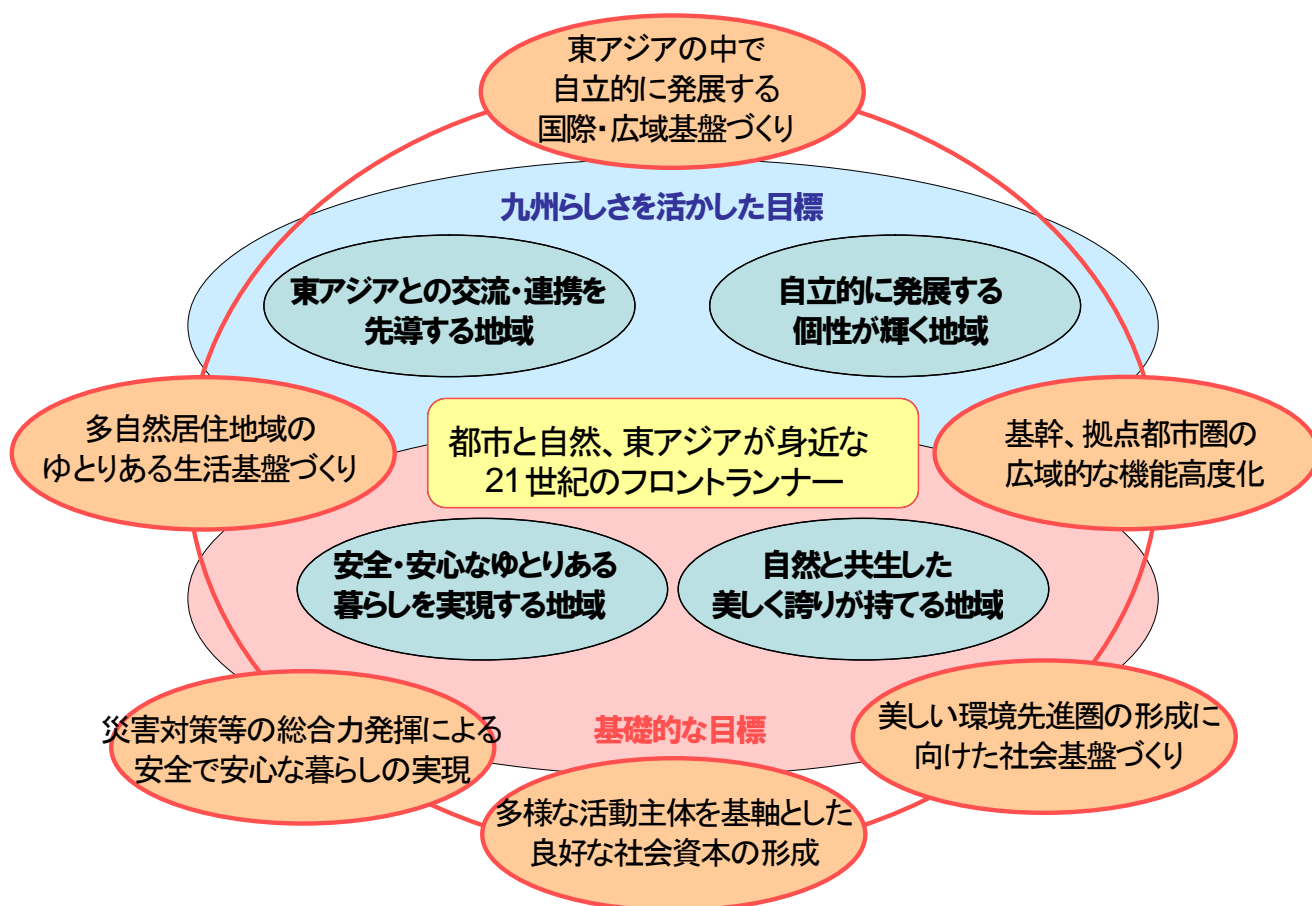 東アジアの中で
自立的に発展する
国際・広域基盤づくり
九州らしさを活かした目標
東アジアとの交流・連携を
先導する地域
自立的に発展する
個性が輝く地域
多自然居住地域の
ゆとりある生活基盤づくり
都市と自然、東アジアが身近な
21世紀のフロントランナー
基幹、拠点都市圏の
広域的な機能高度化
安全・安心なゆとりある
暮らしを実現する地域
自然と共生した
美しく誇りが持てる地域
災害対策等の総合力発揮による
安全で安心な暮らしの実現
基礎的な目標
美しい環境先進圏の形成に
向けた社会基盤づくり
多様な活動主体を基軸とした
良好な社会資本の形成